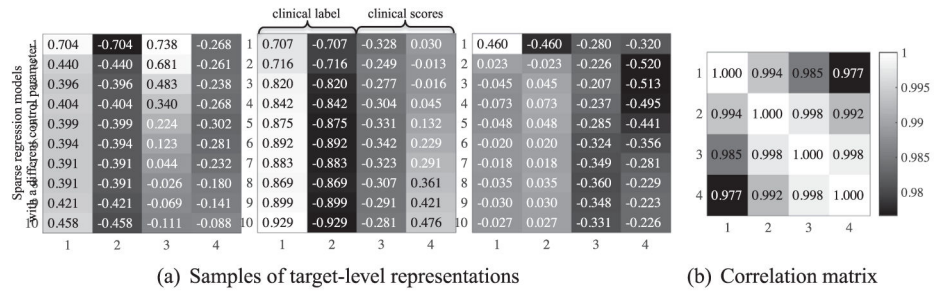 clinical label clinical scores
Sparse regression models
with a different control parameter
0.704 -0.704 0.738 -0.268 1 0.707 -0.707 -0.328 0.030 1 0.460 -0.460 -0.280 -0.320
0.440 -0.440 0.681 -0.261 2 0.716 -0.716 -0.249 -0.013 2 0.023 -0.023 -0.226 -0.520
0.396 -0.396 0.483 -0.238 3 0.820 -0.820 -0.277 -0.016 3 -0.045 0.045 -0.207 -0.513
0.404 -0.404 0.340 -0.268 4 0.842 -0.842 -0.304 0.045 4 -0.073 0.073 -0.237 -0.495
0.399 -0.399 0.224 -0.302 5 0.875 -0.875 -0.331 0.132 5 -0.048 0.048 -0.285 -0.441
0.394 -0.394 0.123 -0.281 6 0.892 -0.892 -0.342 0.229 6 -0.020 0.020 -0.324 -0.356
0.391 -0.391 0.044 -0.232 7 0.883 -0.883 -0.323 0.291 7 -0.018 0.018 -0.349 -0.281
0.391 -0.391 -0.026 -0.180 8 0.869 -0.869 -0.307 0.361 8 -0.035 0.035 -0.360 -0.229
0.421 -0.421 -0.069 -0.141 9 0.899 -0.899 -0.291 0.421 9 -0.030 0.030 -0.348 -0.223
10 0.458 -0.458 -0.111 -0.088 10 0.929 -0.929 -0.281 0.476 10 -0.027 0.027 -0.331 -0.226
1 2 3 4 1 2 3 4 1 2 3 4
1 1.000 0.994 0.985 0.977
2 0.994 1.000 0.998 0.992
3 0.985 0.998 1.000 0.998
4 0.977 0.992 0.998 1.000
1 2 3 4
1
0.995
0.99
0.985
0.98
(a) Samples of target-level representations
(b) Correlation matrix